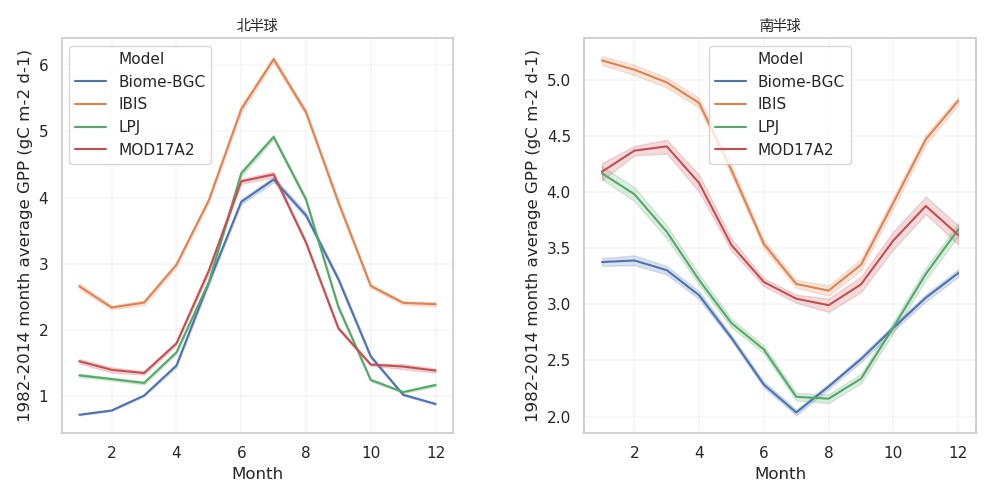 北半球
1982-2014 month average GPP (gC m-2 d-1)
6
5
4
3
2
1
Model
Biome-BGC
IBIS
LPJ
MOD17A2
2 4 6 8 10 12
Month
南半球
1982-2014 month average GPP (gC m-2 d-1)
5.0
4.5
4.0
3.5
3.0
2.5
2.0
Model
Biome-BGC
IBIS
LPJ
MOD17A2
2 4 6 8 10 12
Month